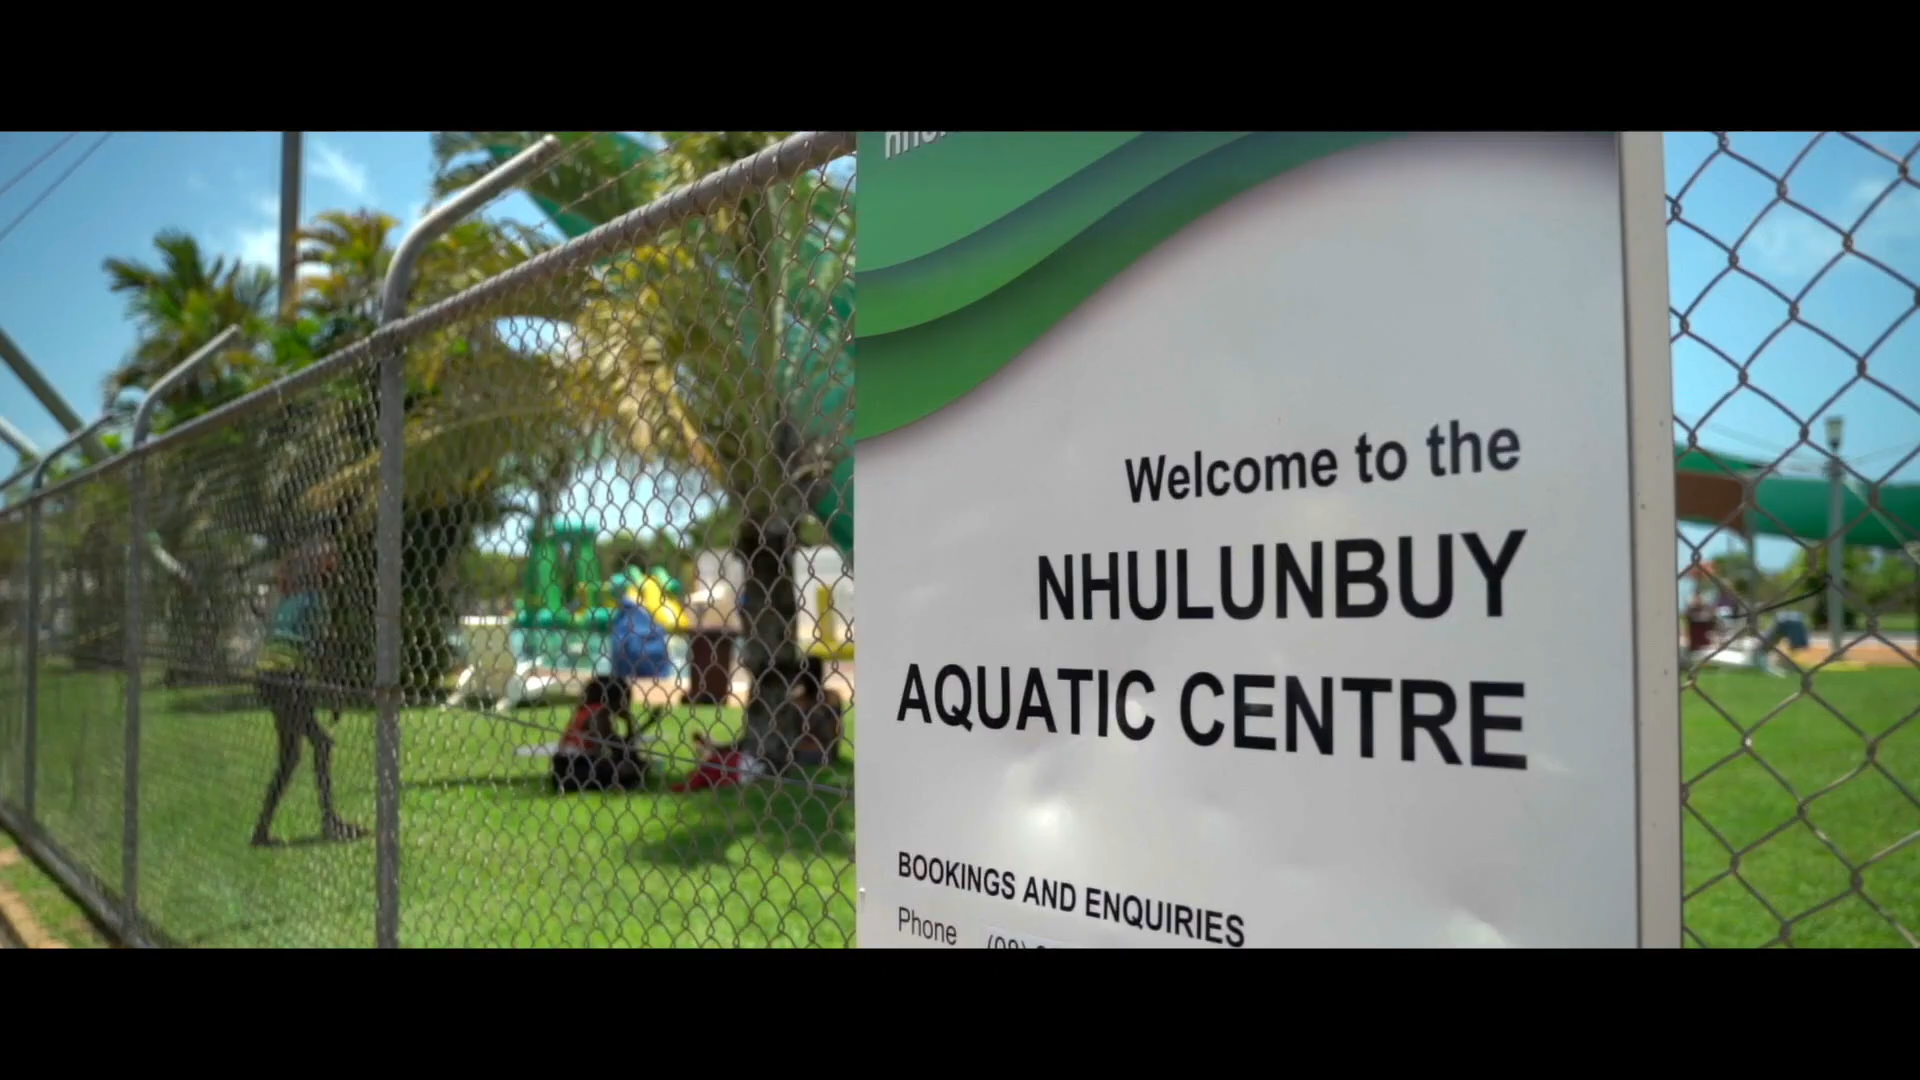 Welcome to the
NHULUNBUY
AQUATIC CENTRE
BOOKINGS AND ENQUIRIES
Phone